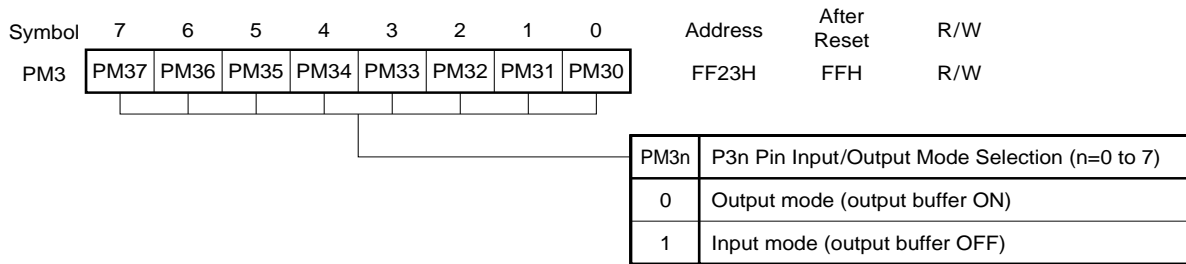 Symbol 7 6 5 4 3 2 1 0 Address After Reset R/W
PM3 PM37 PM36 PM35 PM34 PM33 PM32 PM31 PM30 FF23H FFH R/W
PM3n P3n Pin Input/Output Mode Selection (n=0 to 7)
0 Output mode (output buffer ON)
1 Input mode (output buffer OFF)